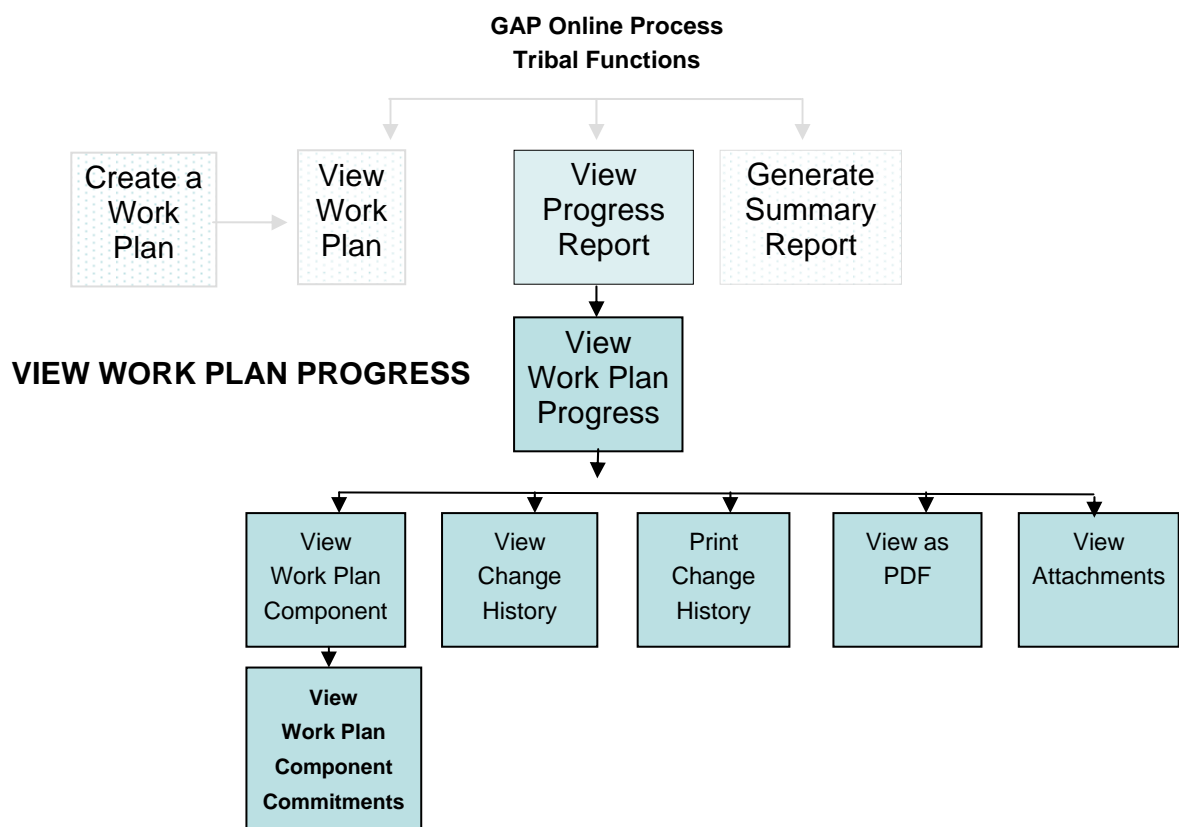 GAP Online Process
Tribal Functions
Create a
Work
Plan
View
Work
Plan
View
Progress
Report
Generate
Summary
Report
VIEW WORK PLAN PROGRESS
View
Work Plan
Progress
View
Work Plan
Component
View
Change
History
Print
Change
History
View as
PDF
View
Attachments
View
Work Plan
Component
Commitments